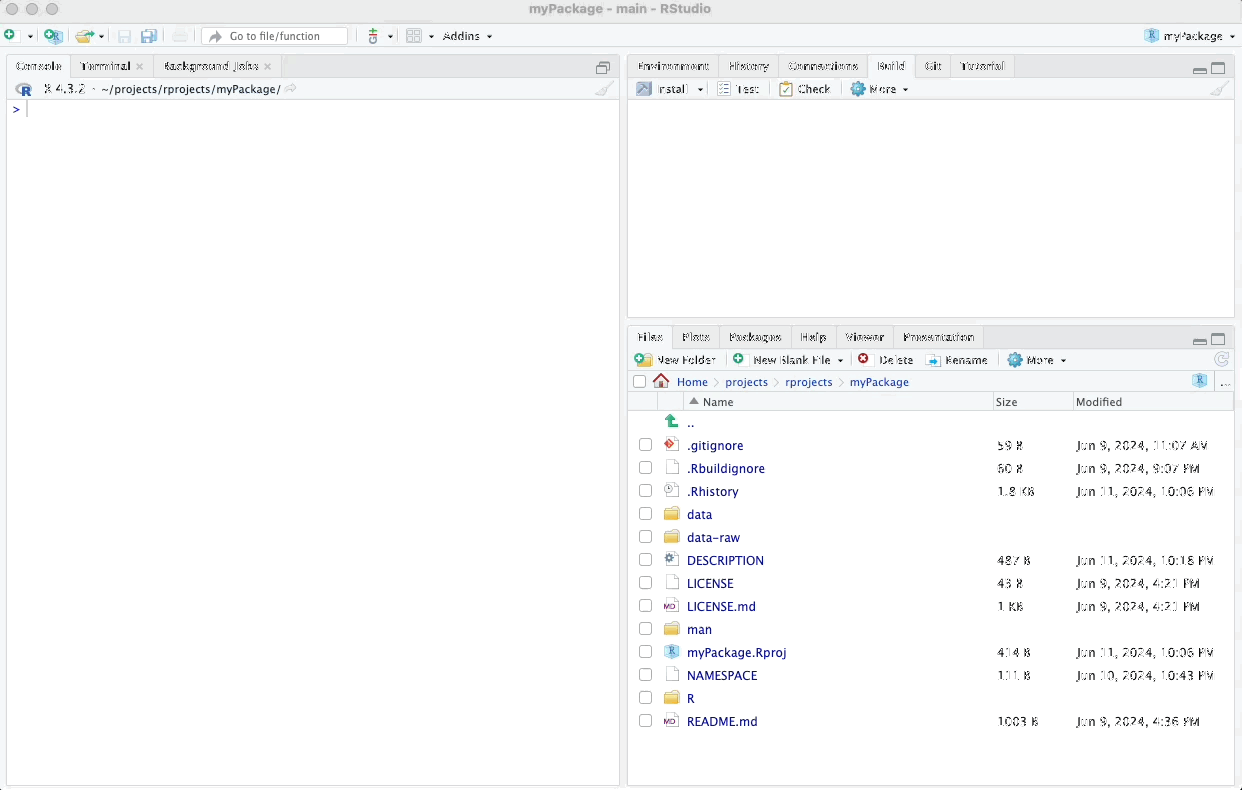 myPackage - main - RStudio
Go to file/function
Addins
myPackage
Console Terminal Background Jobs
R 4.3.2 · ~/projects/rprojects/myPackage/
>
Environment History Connections Build Git Tutorial
Install Test Check More
Files Plots Packages Help Viewer Presentation
New Folder New Blank File Delete Rename More
Home projects rprojects myPackage
...
Name Size Modified
..
.gitignore 59 B Jun 9, 2024, 11:07 AM
.Rbuildignore 60 B Jun 9, 2024, 9:07 PM
.Rhistory 1.8 KB Jun 11, 2024, 10:06 PM
data
data-raw
DESCRIPTION 487 B Jun 11, 2024, 10:18 PM
LICENSE 43 B Jun 9, 2024, 4:21 PM
LICENSE.md 1 KB Jun 9, 2024, 4:21 PM
man
myPackage.Rproj 414 B Jun 11, 2024, 10:06 PM
NAMESPACE 111 B Jun 10, 2024, 10:43 PM
R
README.md 1003 B Jun 9, 2024, 4:36 PM